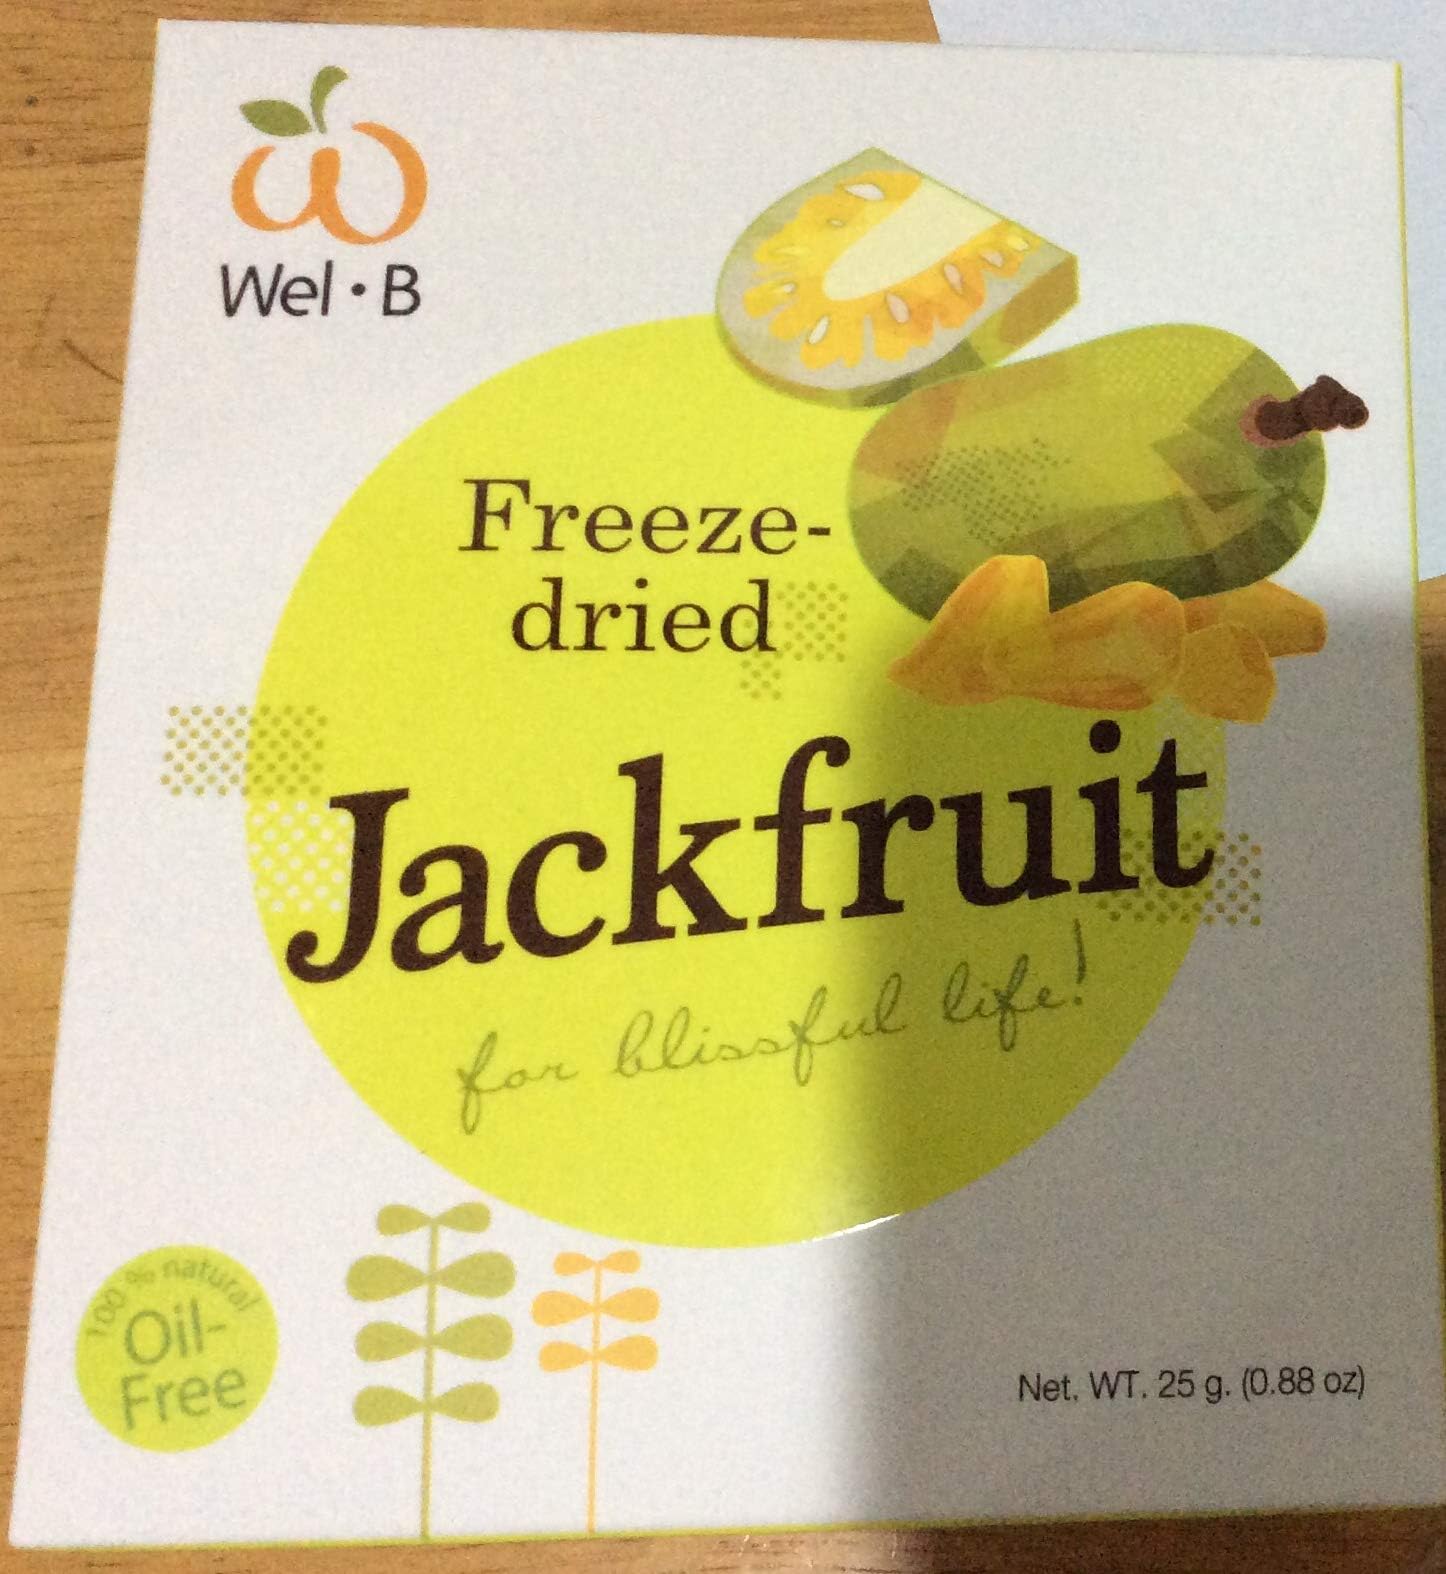 Wel·B
Freeze-
dried
Jackfruit
for blissful life!
100% natural
Oil-
Free
Net. WT. 25 g. (0.88 oz)